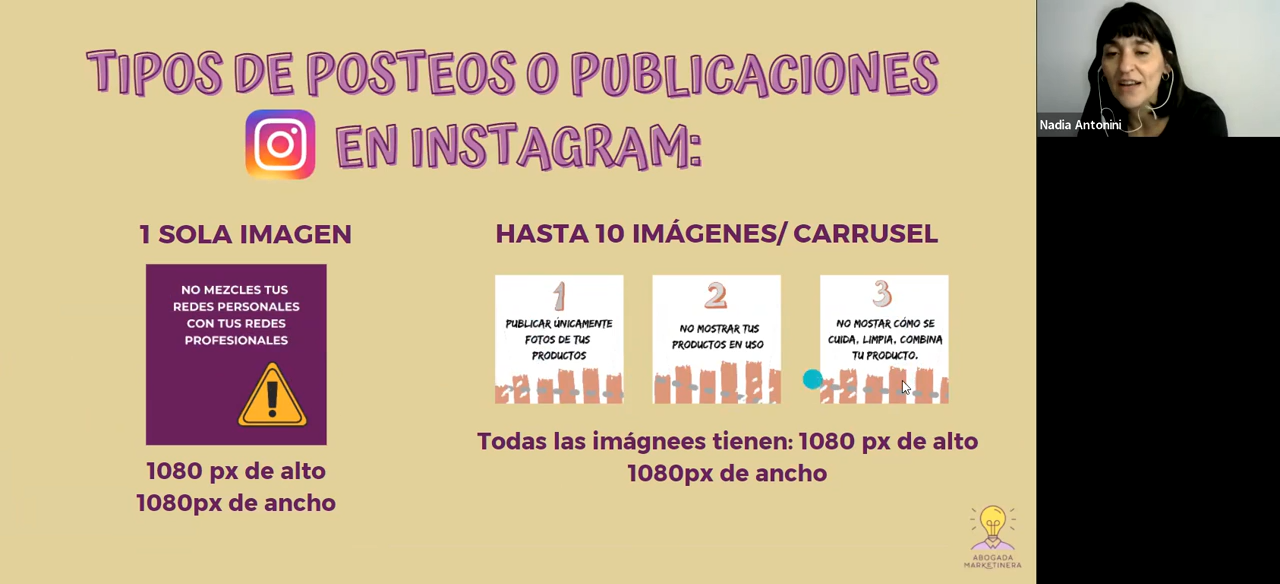 TIPOS DE POSTEOS O PUBLICACIONES
EN INSTAGRAM:
1 SOLA IMAGEN
NO MEZCLES TUS
REDES PERSONALES
CON TUS REDES
PROFESIONALES
!
1080 px de alto
1080px de ancho
HASTA 10 IMÁGENES/ CARRUSEL
1
PUBLICAR ÚNICAMENTE
FOTOS DE TUS
PRODUCTOS
2
NO MOSTRAR TUS
PRODUCTOS EN USO
3
NO MOSTAR CÓMO SE
CUIDA, LIMPIA, COMBINA
TU PRODUCTO.
Todas las imágnees tienen: 1080 px de alto
1080px de ancho
ABOGADA
MARKETINERA
Nadia Antonini